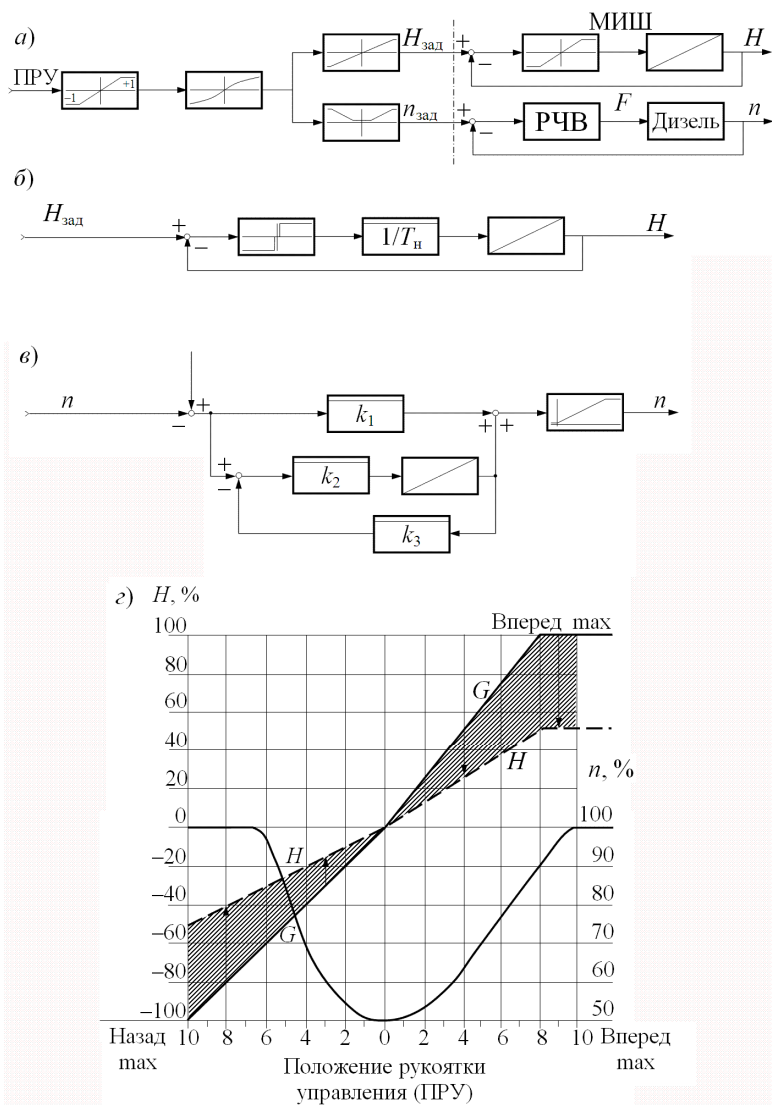 а)
МИШ
ПРУ
−1
+1
Hзад
+
−
H
nзад
+
−
РЧВ
F
Дизель
n
б)
Hзад
+
−
1/Tн
H
в)
n
−
+
k1
+
+
n
+
−
k2
k3
г)
H, %
100
Вперед max
80
G
60
40
H
n, %
20
0
100
−20
H
90
−40
80
−60
G
70
−80
60
−100
50
Назад max
10 8 6 4 2 0 2 4 6 8 10
Вперед max
Положение рукоятки
управления (ПРУ)